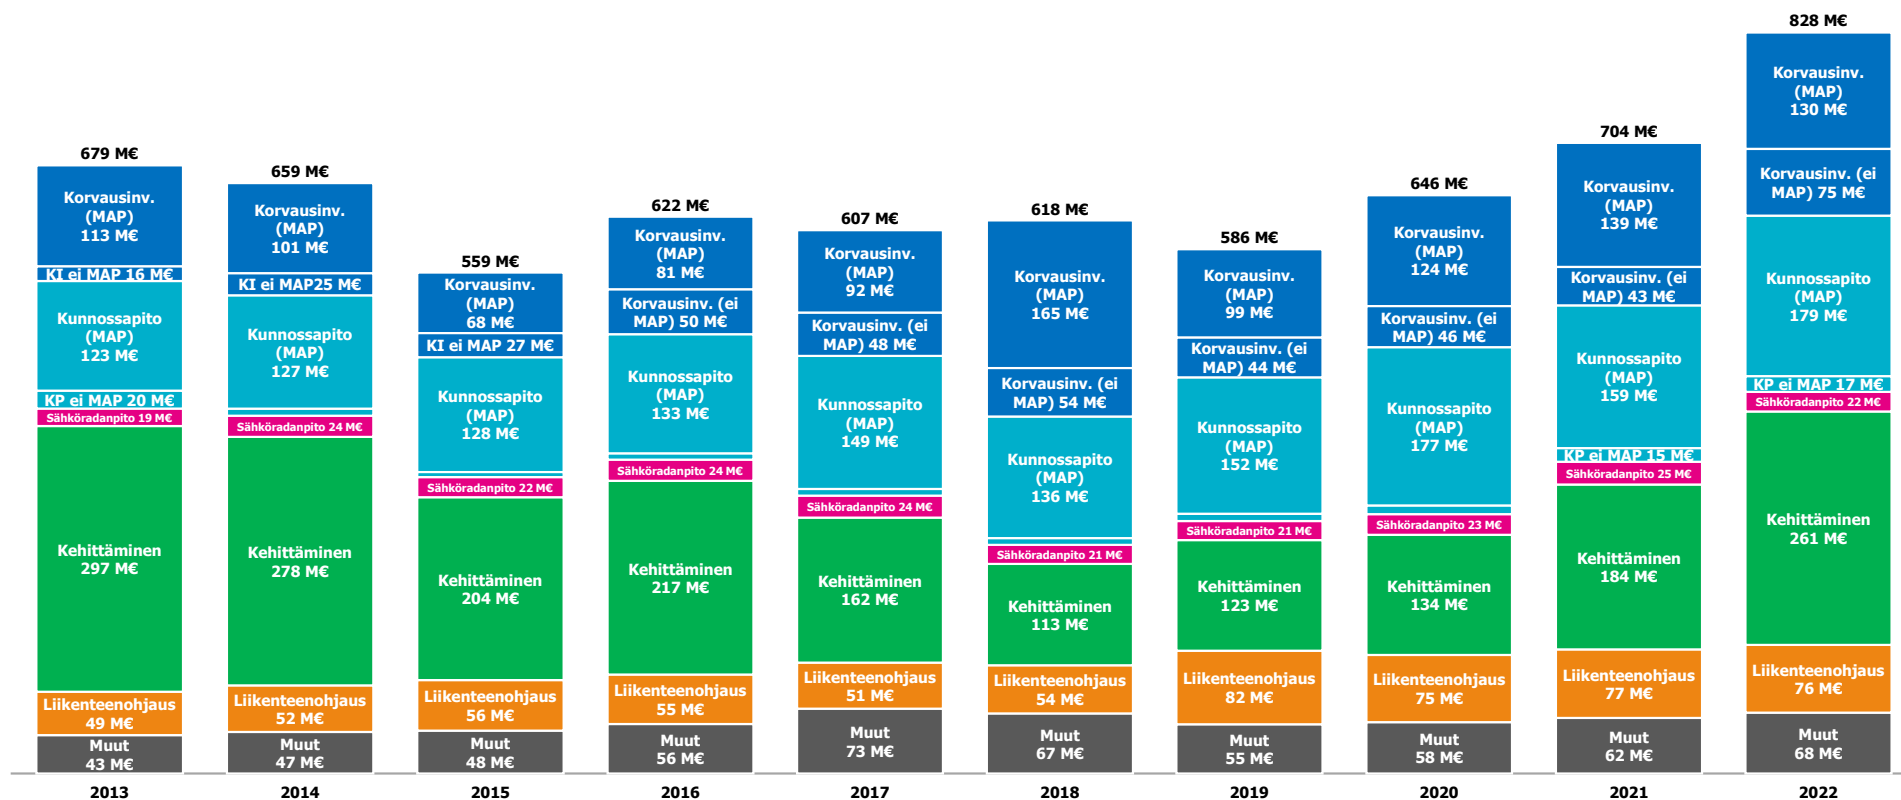 679 M€
Korvausinv.
(MAP)
113 M€
KI ei MAP 16 M€
Kunnossapito
(MAP)
123 M€
KP ei MAP 20 M€
Sähköradanpito 19 M€
Kehittäminen
297 M€
Liikenteenohjaus
49 M€
Muut
43 M€
2013
659 M€
Korvausinv.
(MAP)
101 M€
KI ei MAP25 M€
Kunnossapito
(MAP)
127 M€
Sähköradanpito 24 M€
Kehittäminen
278 M€
Liikenteenohjaus
52 M€
Muut
47 M€
2014
559 M€
Korvausinv.
(MAP)
68 M€
KI ei MAP 27 M€
Kunnossapito
(MAP)
128 M€
Sähköradanpito 22 M€
Kehittäminen
204 M€
Liikenteenohjaus
56 M€
Muut
48 M€
2015
622 M€
Korvausinv.
(MAP)
81 M€
Korvausinv. (ei
MAP) 50 M€
Kunnossapito
(MAP)
133 M€
Sähköradanpito 24 M€
Kehittäminen
217 M€
Liikenteenohjaus
55 M€
Muut
56 M€
2016
607 M€
Korvausinv.
(MAP)
92 M€
Korvausinv. (ei
MAP) 48 M€
Kunnossapito
(MAP)
149 M€
Sähköradanpito 24 M€
Kehittäminen
162 M€
Liikenteenohjaus
51 M€
Muut
73 M€
2017
618 M€
Korvausinv.
(MAP)
165 M€
Korvausinv. (ei
MAP) 54 M€
Kunnossapito
(MAP)
136 M€
Sähköradanpito 21 M€
Kehittäminen
113 M€
Liikenteenohjaus
54 M€
Muut
67 M€
2018
586 M€
Korvausinv.
(MAP)
99 M€
Korvausinv. (ei
MAP) 44 M€
Kunnossapito
(MAP)
152 M€
Sähköradanpito 21 M€
Kehittäminen
123 M€
Liikenteenohjaus
82 M€
Muut
55 M€
2019
646 M€
Korvausinv.
(MAP)
124 M€
Korvausinv. (ei
MAP) 46 M€
Kunnossapito
(MAP)
177 M€
Sähköradanpito 23 M€
Kehittäminen
134 M€
Liikenteenohjaus
75 M€
Muut
58 M€
2020
704 M€
Korvausinv.
(MAP)
139 M€
Korvausinv. (ei
MAP) 43 M€
Kunnossapito
(MAP)
159 M€
KP ei MAP 15 M€
Sähköradanpito 25 M€
Kehittäminen
184 M€
Liikenteenohjaus
77 M€
Muut
62 M€
2021
828 M€
Korvausinv.
(MAP)
130 M€
Korvausinv. (ei
MAP) 75 M€
Kunnossapito
(MAP)
179 M€
KP ei MAP 17 M€
Sähköradanpito 22 M€
Kehittäminen
261 M€
Liikenteenohjaus
76 M€
Muut
68 M€
2022